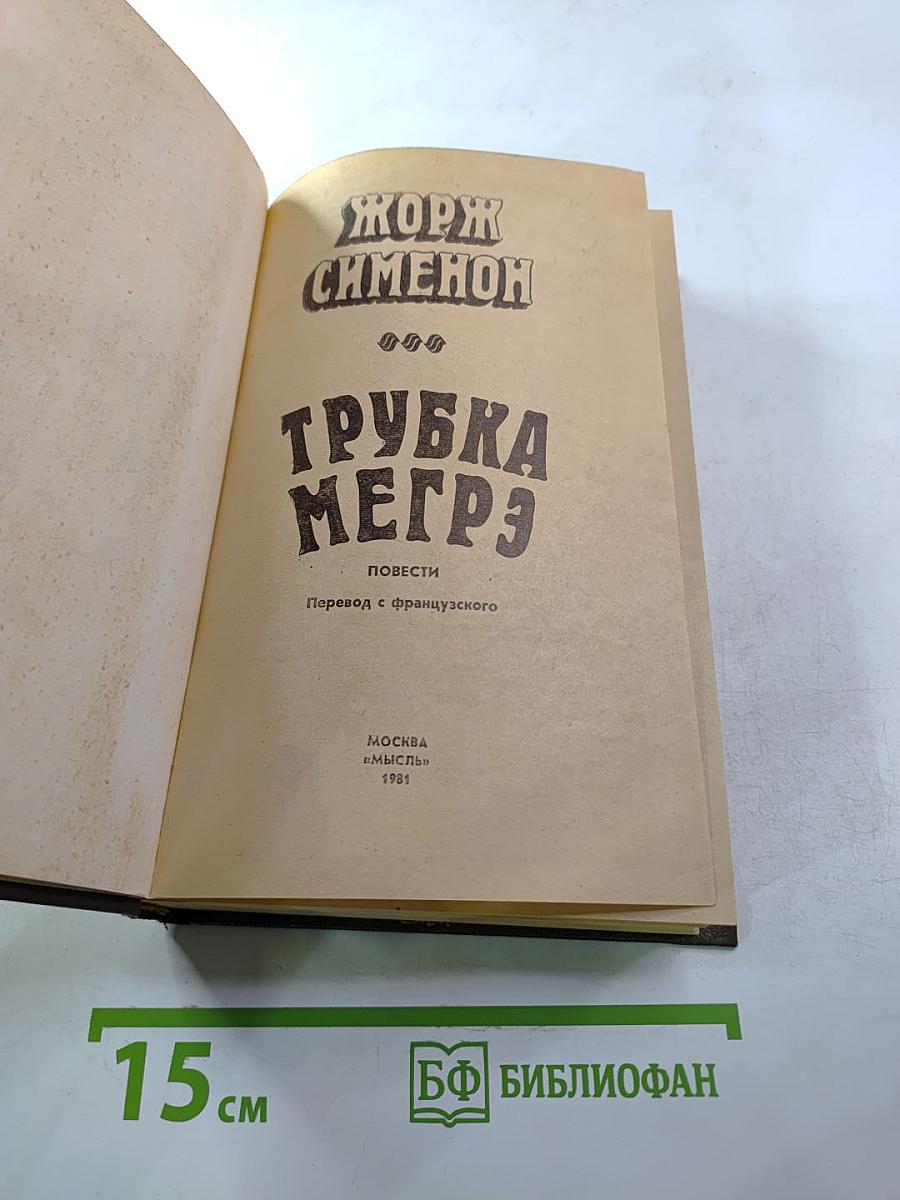 ЖОРЖ
СИМЕНОН
ТРУБКА
МЕГРЭ
ПОВЕСТИ
Перевод с французского
МОСКВА
«МЫСЛЬ»
1981
15 см
БФ БИБЛИОФАН